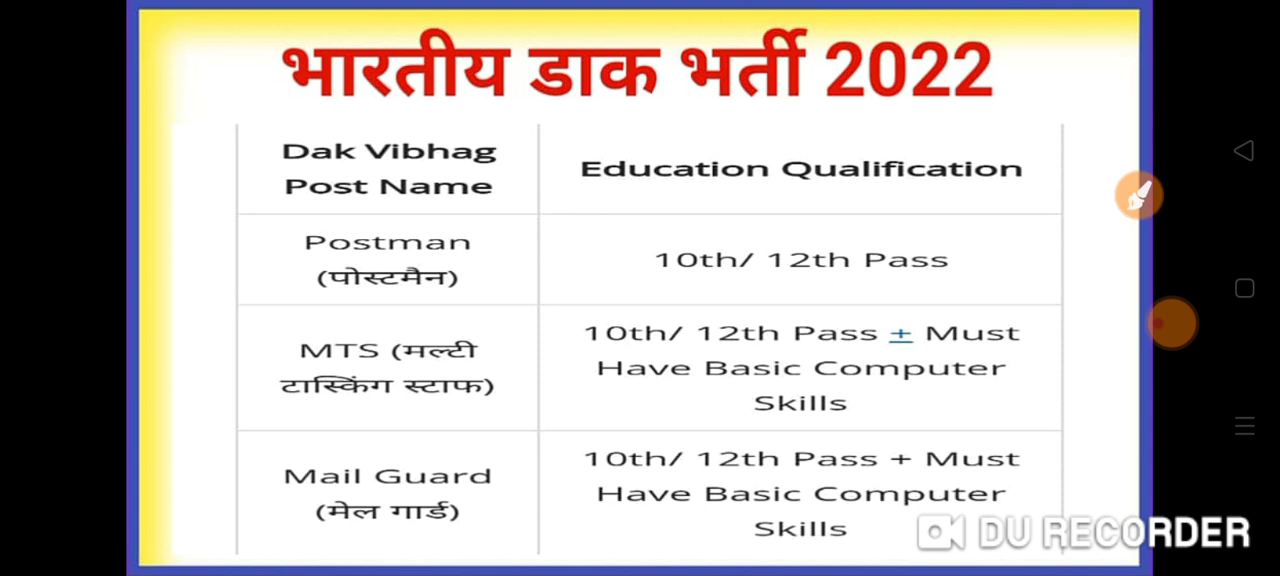 भारतीय डाक भर्ती 2022
Dak Vibhag
Post Name
Education Qualification
Postman
(पोस्टमैन)
10th/ 12th Pass
MTS (मल्टी
टास्किंग स्टाफ)
10th/ 12th Pass + Must
Have Basic Computer
Skills
Mail Guard
(मेल गार्ड)
10th/ 12th Pass + Must
Have Basic Computer
Skills
DU RECORDER